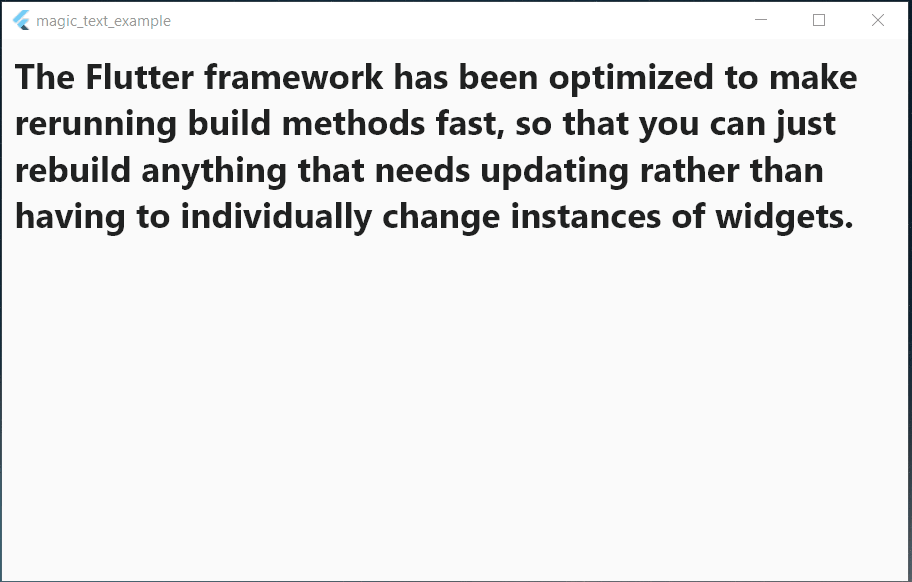 magic_text_example
The Flutter framework has been optimized to make
rerunning build methods fast, so that you can just
rebuild anything that needs updating rather than
having to individually change instances of widgets.